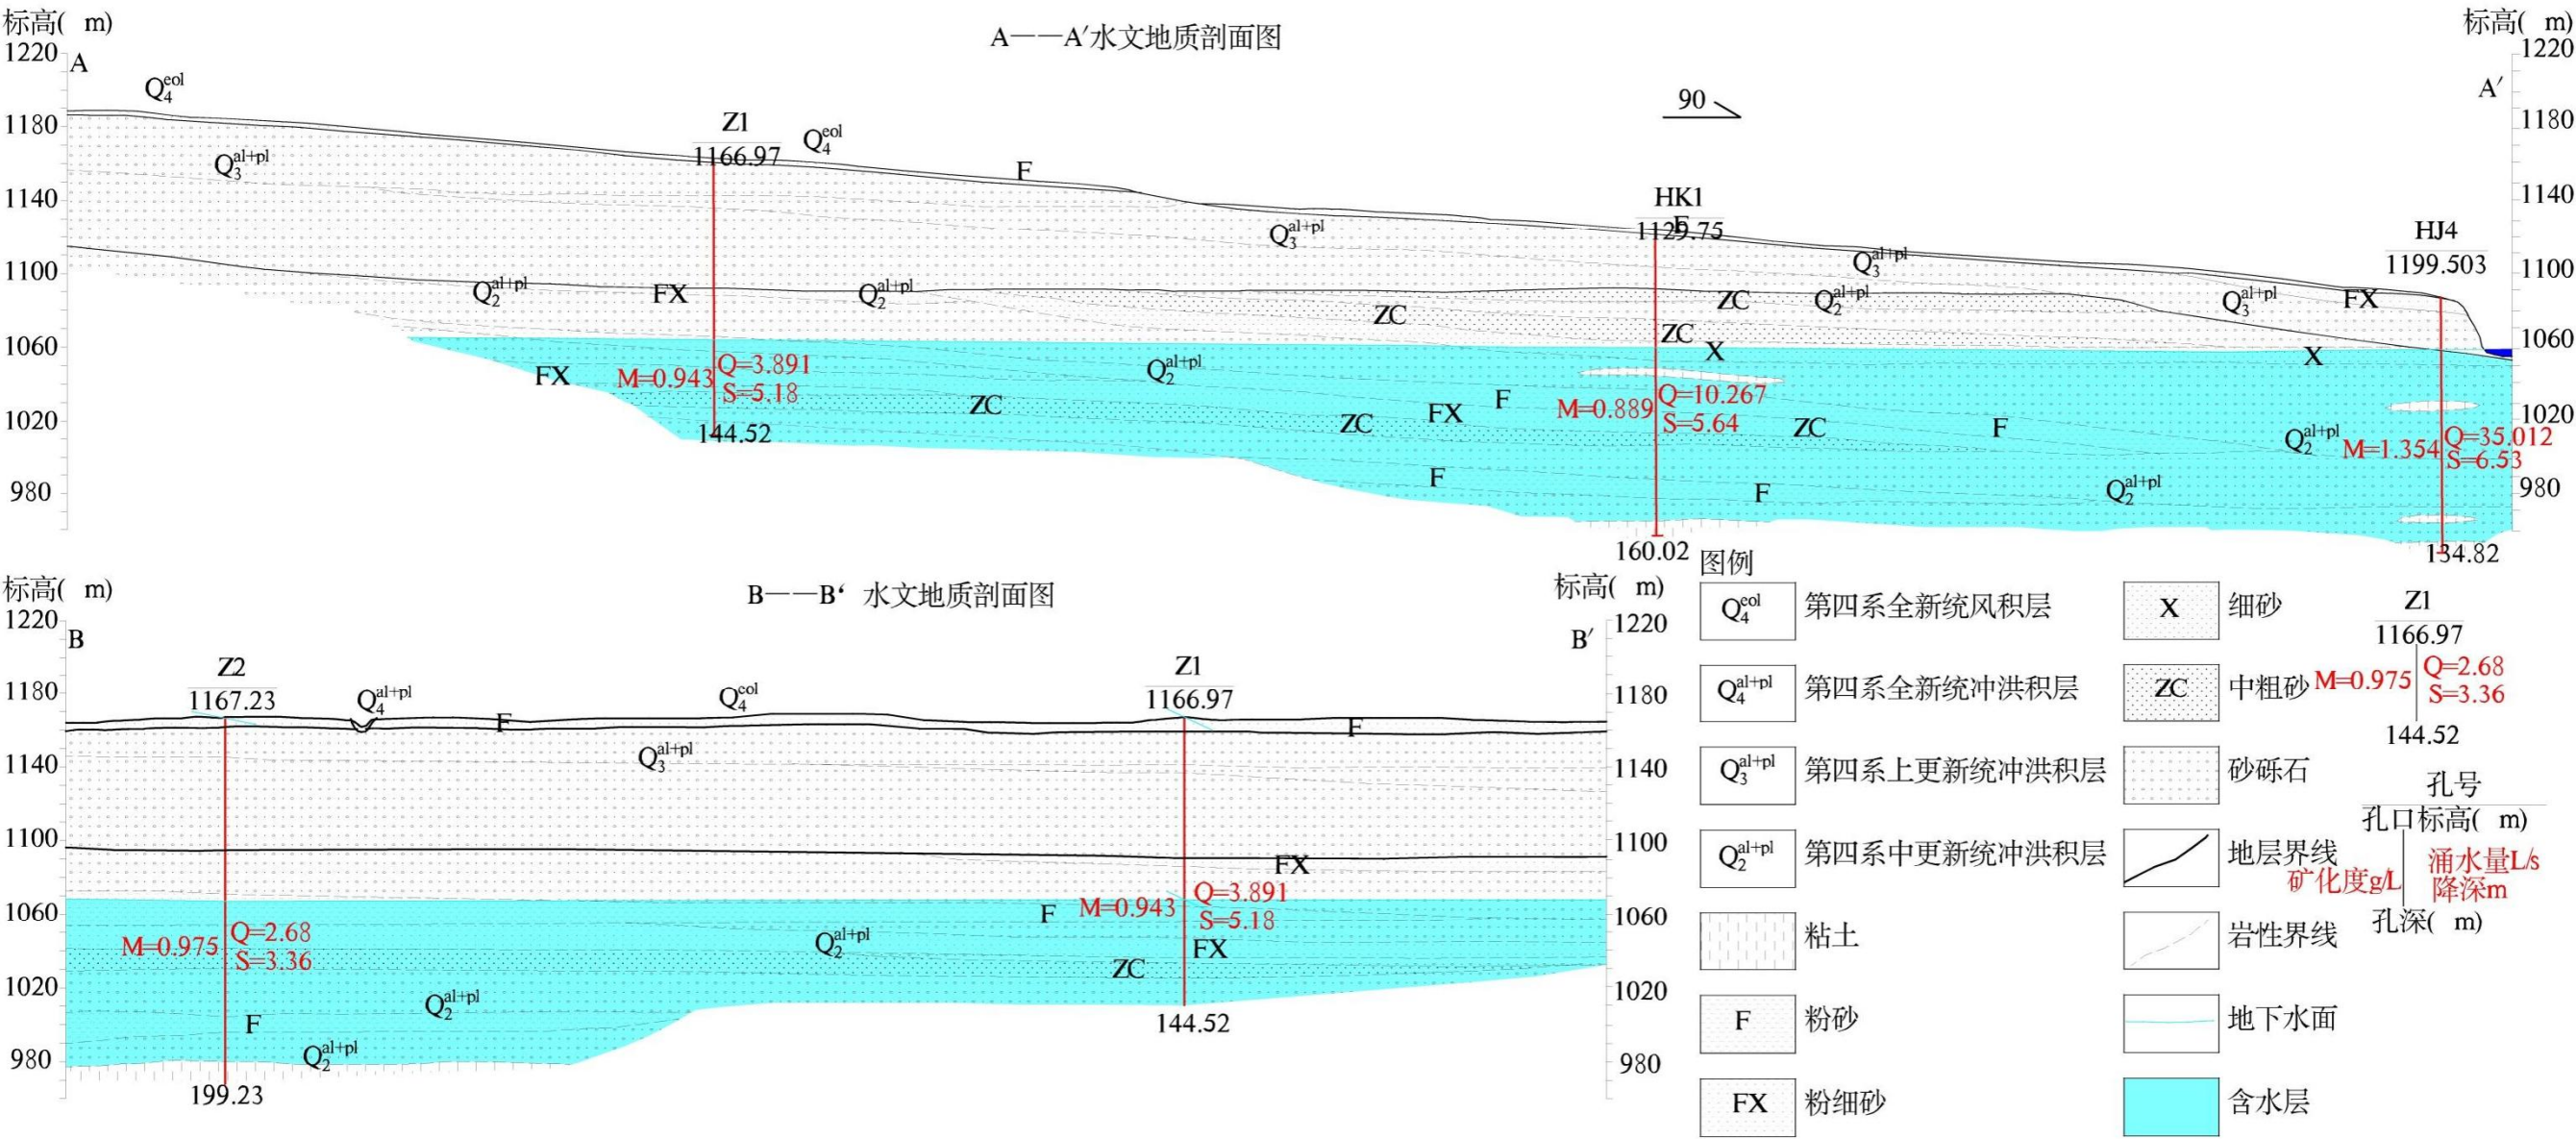 A——A′水文地质剖面图
标高( m)
标高( m)
1220
1180
1140
1100
1060
1020
980
1220
1180
1140
1100
1060
1020
980
A
A′
Q4eol
Z1
1166.97
Q4eol
F
90
Q3al+pl
HK1
F
1129.75
Q3al+pl
Q3al+pl
HJ4
1199.503
Q2al+pl
FX
Q2al+pl
ZC
ZC
Q2al+pl
Q3al+pl
FX
ZC
X
X
FX
M=0.943
Q=3.891
S=5.18
Q2al+pl
ZC
ZC
FX
F
M=0.889
Q=10.267
S=5.64
ZC
F
Q2al+pl
M=1.354
Q=35.012
S=6.53
144.52
F
F
Q2al+pl
160.02
134.82
B——B‘ 水文地质剖面图
标高( m)
标高( m)
1220
1180
1140
1100
1060
1020
980
1220
1180
1140
1100
1060
1020
980
B
B′
Z2
1167.23
Q4al+pl
F
Q4eol
Z1
1166.97
F
Q3al+pl
FX
M=0.975
Q=2.68
S=3.36
Q2al+pl
F
M=0.943
Q=3.891
S=5.18
FX
ZC
Q2al+pl
F
Q2al+pl
144.52
199.23
图例
Q4eol 第四系全新统风积层
Q4al+pl 第四系全新统冲洪积层
Q3al+pl 第四系上更新统冲洪积层
Q2al+pl 第四系中更新统冲洪积层
粘土
F 粉砂
FX 粉细砂
X 细砂
ZC 中粗砂
砂砾石
地层界线
岩性界线
地下水面
含水层
Z1
1166.97
M=0.975
Q=2.68
S=3.36
144.52
孔号
孔口标高( m)
矿化度g/L
涌水量L/s
降深m
孔深( m)